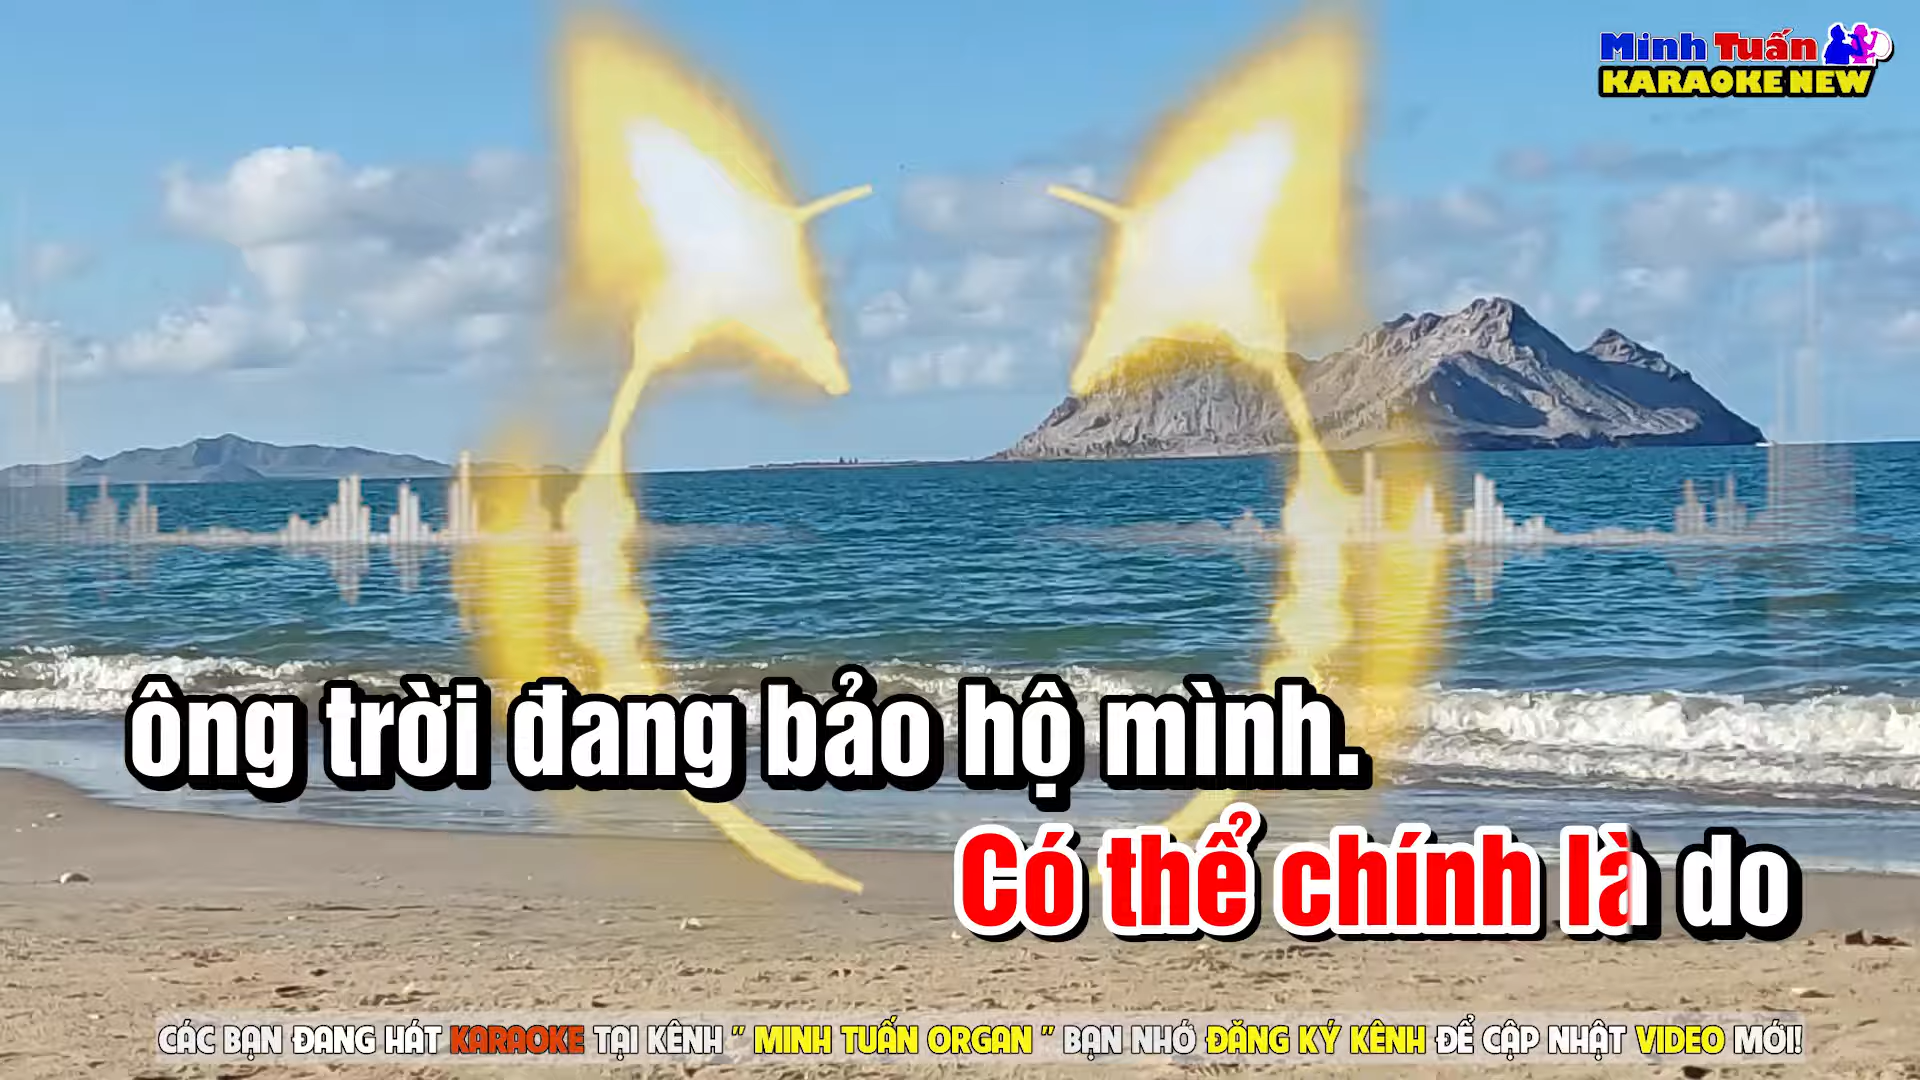 Minh Tuấn
KARAOKE NEW
ông trời đang bảo hộ mình.
Có thể chính là do
CÁC BẠN ĐANG HÁT KARAOKE TẠI KÊNH " MINH TUẤN ORGAN " BẠN NHỚ ĐĂNG KÝ KÊNH ĐỂ CẬP NHẬT VIDEO MỚI!